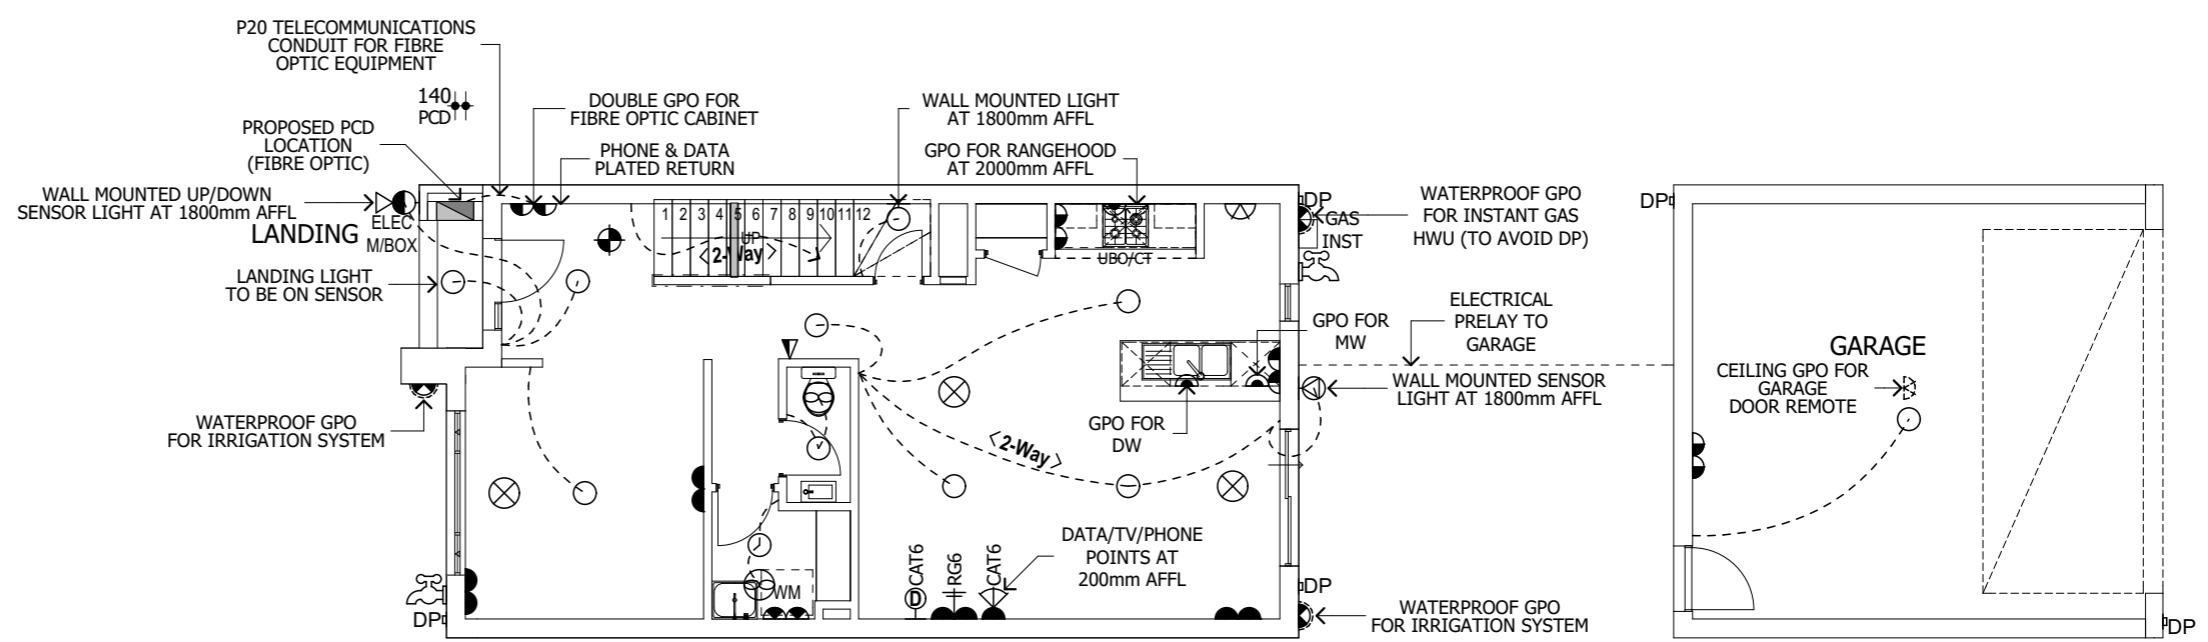 P20 TELECOMMUNICATIONS
CONDUIT FOR FIBRE
OPTIC EQUIPMENT
140
PCD
PROPOSED PCD
LOCATION
(FIBRE OPTIC)
DOUBLE GPO FOR
FIBRE OPTIC CABINET
PHONE & DATA
PLATED RETURN
WALL MOUNTED LIGHT
AT 1800mm AFFL
GPO FOR RANGEHOOD
AT 2000mm AFFL
WALL MOUNTED UP/DOWN
SENSOR LIGHT AT 1800mm AFFL
ELEC
M/BOX
LANDING
LANDING LIGHT
TO BE ON SENSOR
1 2 3 4 5 6 7 8 9 10 11 12
UP
2-Way
UBO/CT
DP
GAS
INST
WATERPROOF GPO
FOR INSTANT GAS
HWU (TO AVOID DP)
DP
GPO FOR
MW
ELECTRICAL
PRELAY TO
GARAGE
GARAGE
CEILING GPO FOR
GARAGE
DOOR REMOTE
WALL MOUNTED SENSOR
LIGHT AT 1800mm AFFL
WATERPROOF GPO
FOR IRRIGATION SYSTEM
GPO FOR
DW
2-Way
DATA/TV/PHONE
POINTS AT
200mm AFFL
CAT6
RG6
CAT6
D
WM
DP
DP
WATERPROOF GPO
FOR IRRIGATION SYSTEM
DP